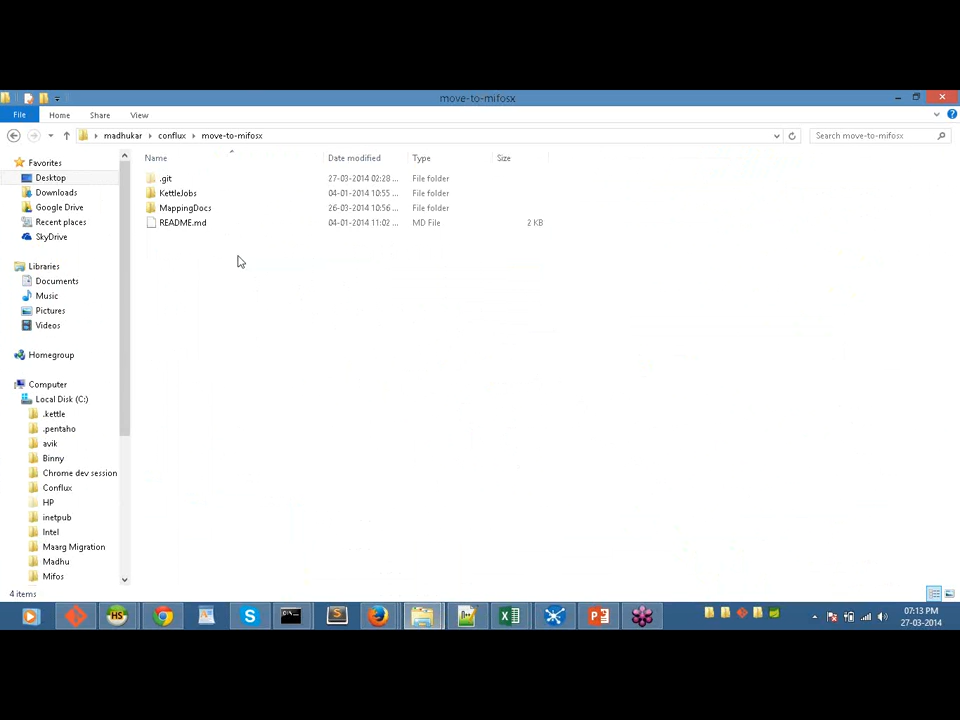 move-to-mifosx
File Home Share View
madhukar conflux move-to-mifosx Search move-to-mifosx
Name Date modified Type Size
Favorites
Desktop
Downloads
Google Drive
Recent places
SkyDrive
Libraries
Documents
Music
Pictures
Videos
Homegroup
Computer
Local Disk (C:)
.kettle
.pentaho
avik
Binny
Chrome dev session
Conflux
HP
inetpub
Intel
Maarg Migration
Madhu
Mifos
.git 27-03-2014 02:28 ... File folder
KettleJobs 04-01-2014 10:55 ... File folder
MappingDocs 26-03-2014 10:56 ... File folder
README.md 04-01-2014 11:02 ... MD File 2 KB
4 items
HS
07:13 PM
27-03-2014